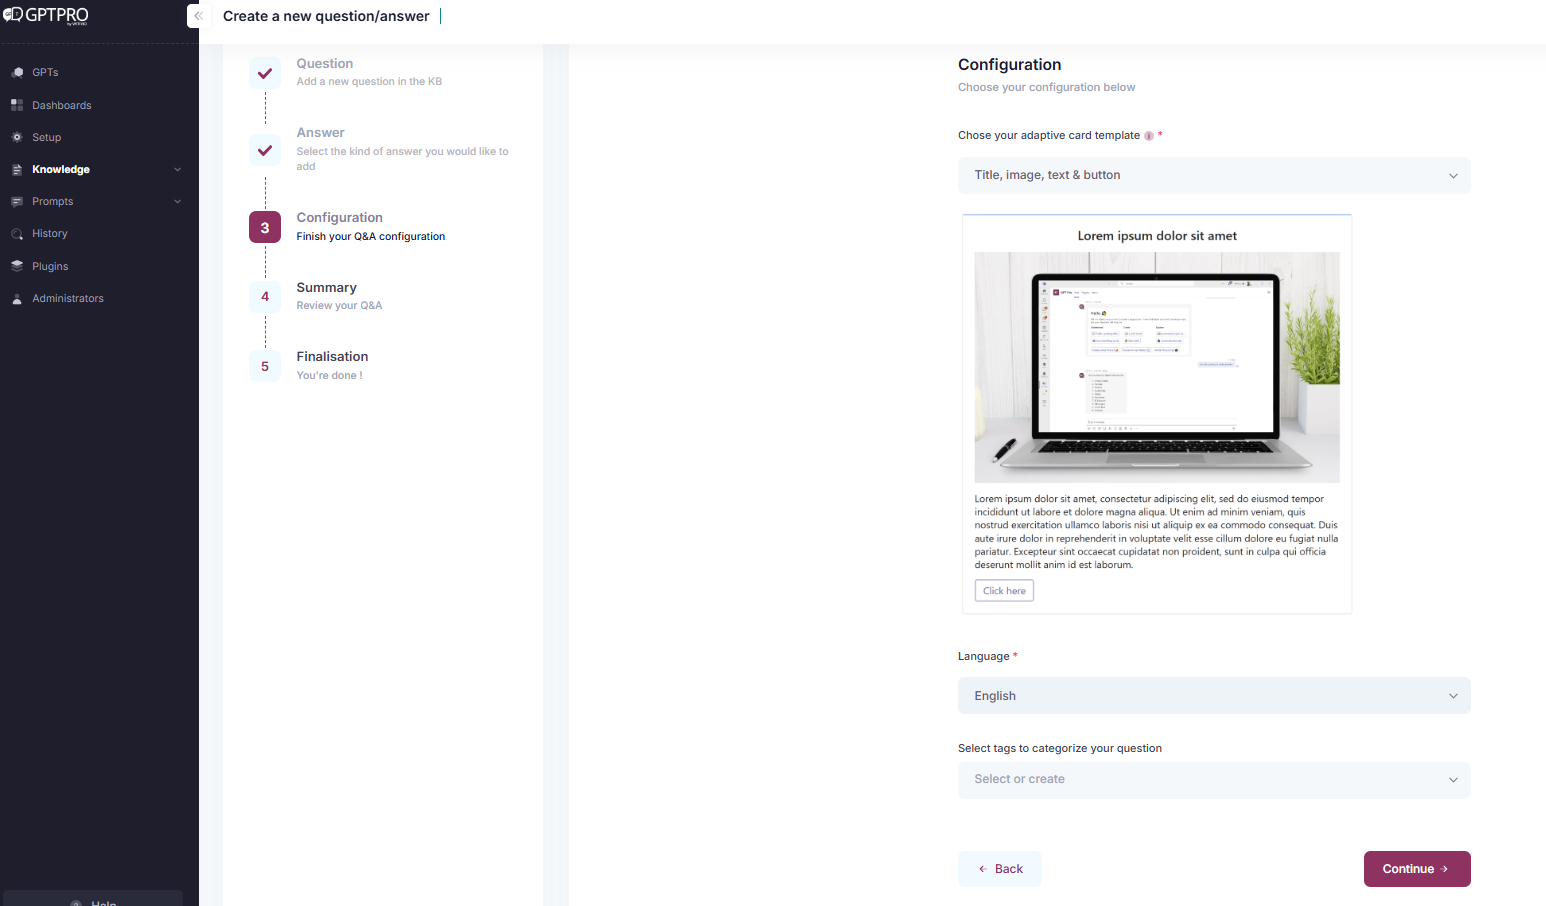 GPTPRO
Create a new question/answer
GPTs
Dashboards
Setup
Knowledge
Prompts
History
Plugins
Administrators
Help
Question
Add a new question in the KB
Answer
Select the kind of answer you would like to
add
3
Configuration
Finish your Q&A configuration
4
Summary
Review your Q&A
5
Finalisation
You're done !
Configuration
Choose your configuration below
Chose your adaptive card template *
Title, image, text & button
Lorem ipsum dolor sit amet
Lorem ipsum dolor sit amet, consectetur adipiscing elit, sed do eiusmod tempor
incididunt ut labore et dolore magna aliqua. Ut enim ad minim veniam, quis
nostrud exercitation ullamco laboris nisi ut aliquip ex ea commodo consequat. Duis
aute irure dolor in reprehenderit in voluptate velit esse cillum dolore eu fugiat nulla
pariatur. Excepteur sint occaecat cupidatat non proident, sunt in culpa qui officia
deserunt mollit anim id est laborum.
Click here
Language *
English
Select tags to categorize your question
Select or create
← Back
Continue →